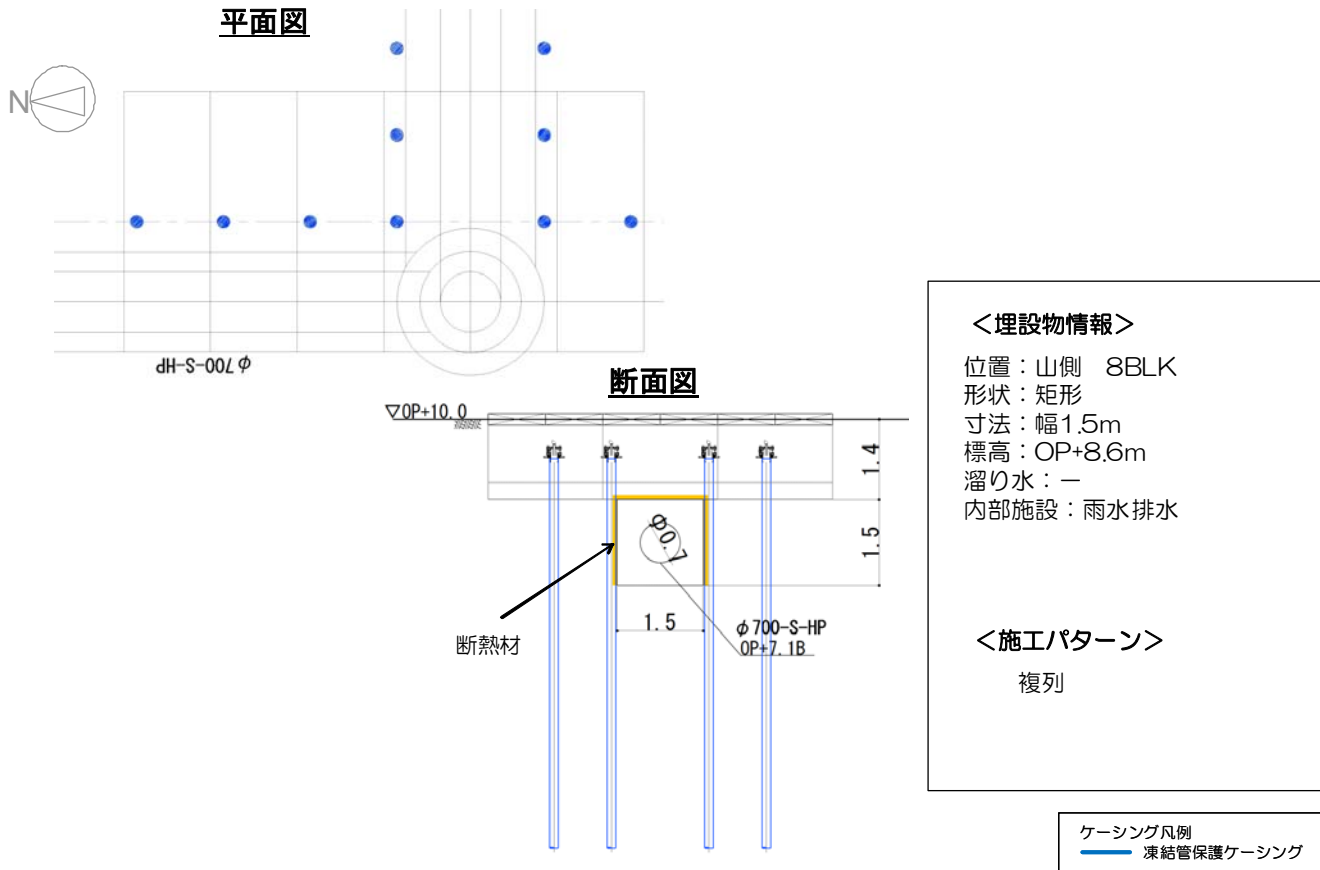 平面図
N
φ700-S-HP
断面図
▽OP+10.0
1.4
1.5
φ0.7
1.5
断熱材
φ700-S-HP
OP+7.1B
＜埋設物情報＞
位置：山側　8BLK
形状：矩形
寸法：幅1.5m
標高：OP+8.6m
溜り水：－
内部施設：雨水排水
＜施工パターン＞
複列
ケーシング凡例
凍結管保護ケーシング